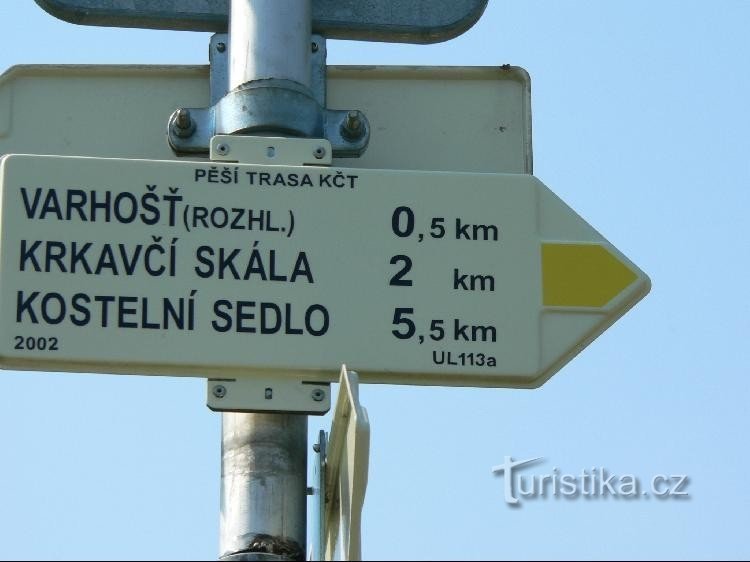 PĚŠÍ TRASA KČT
VARHOŠŤ (ROZHL.) 0,5 km
KRKAVČÍ SKÁLA 2 km
KOSTELNÍ SEDLO 5,5 km
2002 UL113a
Turistika.cz